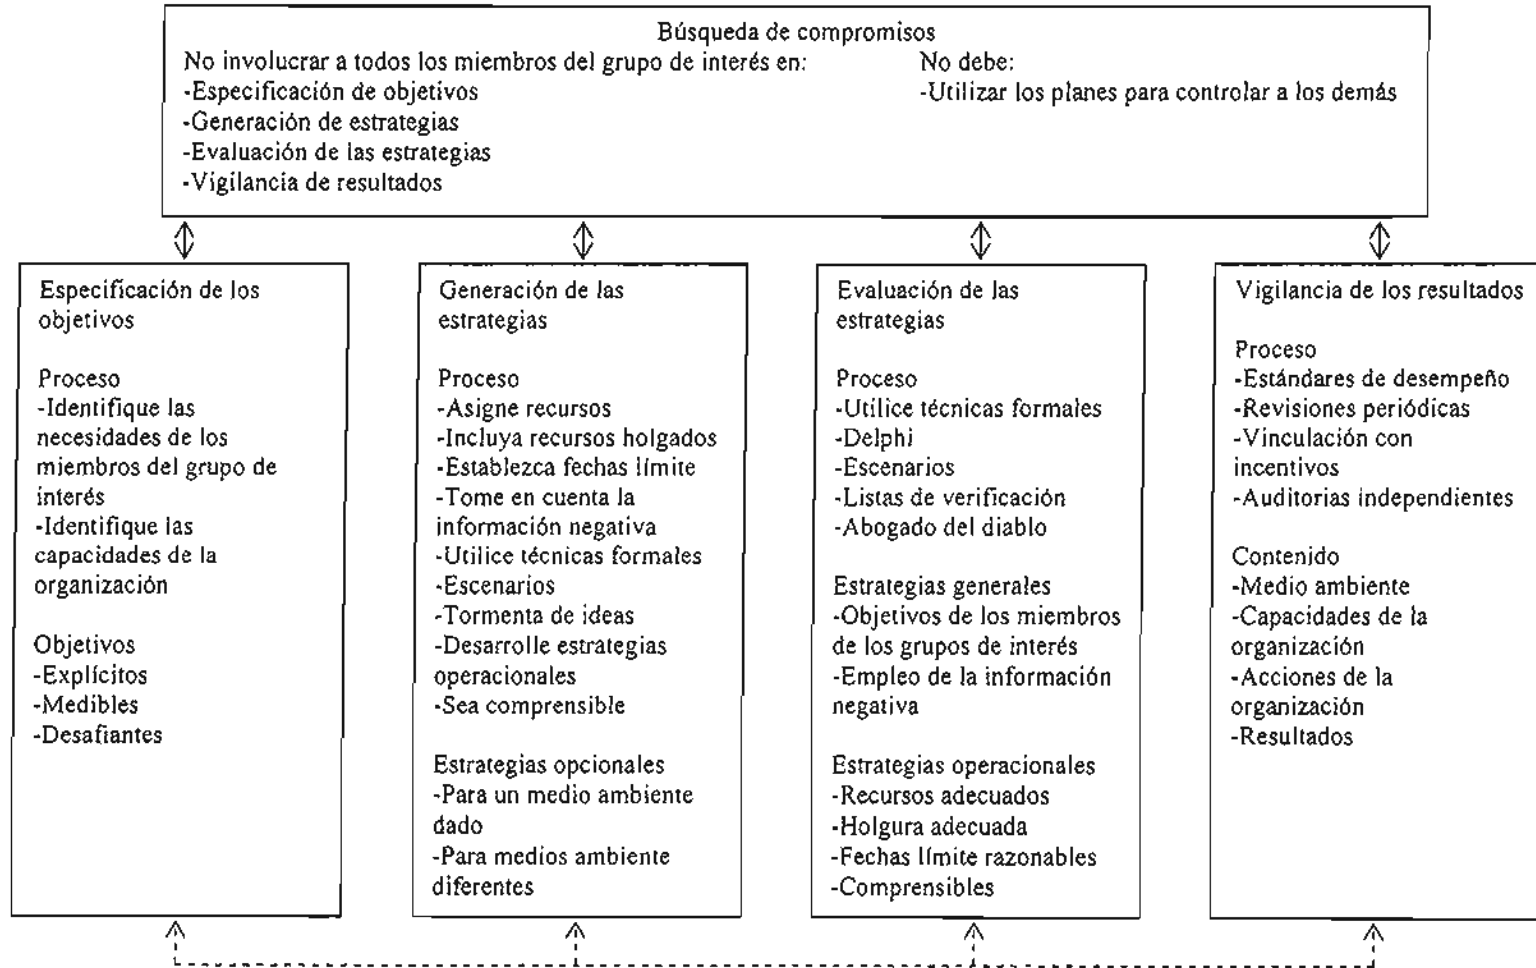 Búsqueda de compromisos
No involucrar a todos los miembros del grupo de interés en:
-Especificación de objetivos
-Generación de estrategias
-Evaluación de las estrategias
-Vigilancia de resultados
No debe:
-Utilizar los planes para controlar a los demás
Especificación de los
objetivos
Proceso
-Identifique las
necesidades de los
miembros del grupo de
interés
-Identifique las
capacidades de la
organización
Objetivos
-Explícitos
-Medibles
-Desafiantes
Generación de las
estrategias
Proceso
-Asigne recursos
-Incluya recursos holgados
-Establezca fechas límite
-Tome en cuenta la
información negativa
-Utilice técnicas formales
-Escenarios
-Tormenta de ideas
-Desarrolle estrategias
operacionales
-Sea comprensible
Estrategias opcionales
-Para un medio ambiente
dado
-Para medios ambiente
diferentes
Evaluación de las
estrategias
Proceso
-Utilice técnicas formales
-Delphi
-Escenarios
-Listas de verificación
-Abogado del diablo
Estrategias generales
-Objetivos de los miembros
de los grupos de interés
-Empleo de la información
negativa
Estrategias operacionales
-Recursos adecuados
-Holgura adecuada
-Fechas límite razonables
-Comprensibles
Vigilancia de los resultados
Proceso
-Estándares de desempeño
-Revisiones periódicas
-Vinculación con
incentivos
-Auditorias independientes
Contenido
-Medio ambiente
-Capacidades de la
organización
-Acciones de la
organización
-Resultados